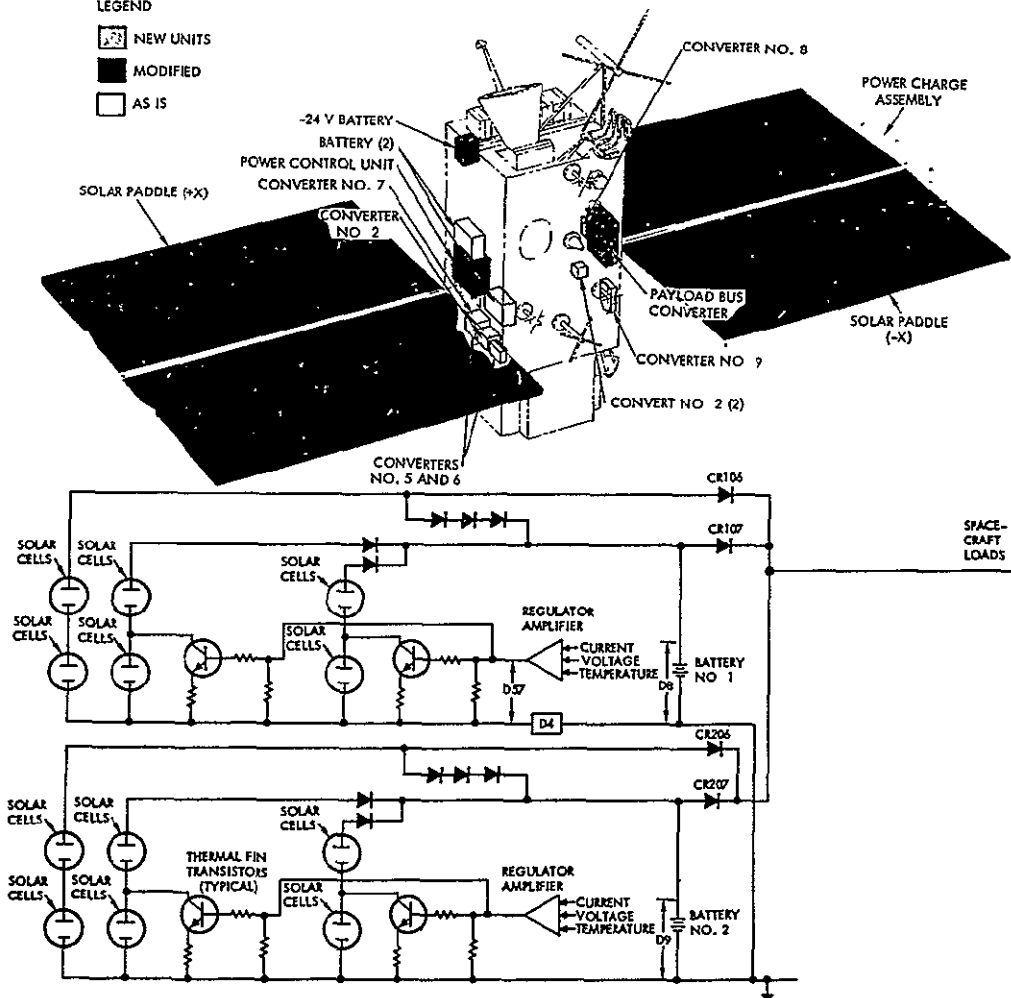 LEGEND
NEW UNITS
MODIFIED
AS IS
CONVERTER NO. 8
POWER CHARGE
ASSEMBLY
-24 V BATTERY
BATTERY (2)
POWER CONTROL UNIT
CONVERTER NO. 7
SOLAR PADDLE (+X)
CONVERTER
NO 2
PAYLOAD BUS
CONVERTER
SOLAR PADDLE
(-X)
CONVERTER NO 9
CONVERT NO 2 (2)
CONVERTERS
NO. 5 AND 6
CR106
CR107
SPACE-
CRAFT
LOADS
SOLAR
CELLS
SOLAR
CELLS
SOLAR
CELLS
SOLAR
CELLS
SOLAR
CELLS
SOLAR
CELLS
REGULATOR
AMPLIFIER
CURRENT
VOLTAGE
TEMPERATURE
D57
D8
BATTERY
NO 1
D4
CR206
CR207
SOLAR
CELLS
SOLAR
CELLS
SOLAR
CELLS
SOLAR
CELLS
SOLAR
CELLS
THERMAL FIN
TRANSISTORS
(TYPICAL)
SOLAR
CELLS
REGULATOR
AMPLIFIER
CURRENT
VOLTAGE
TEMPERATURE
D9
BATTERY
NO. 2